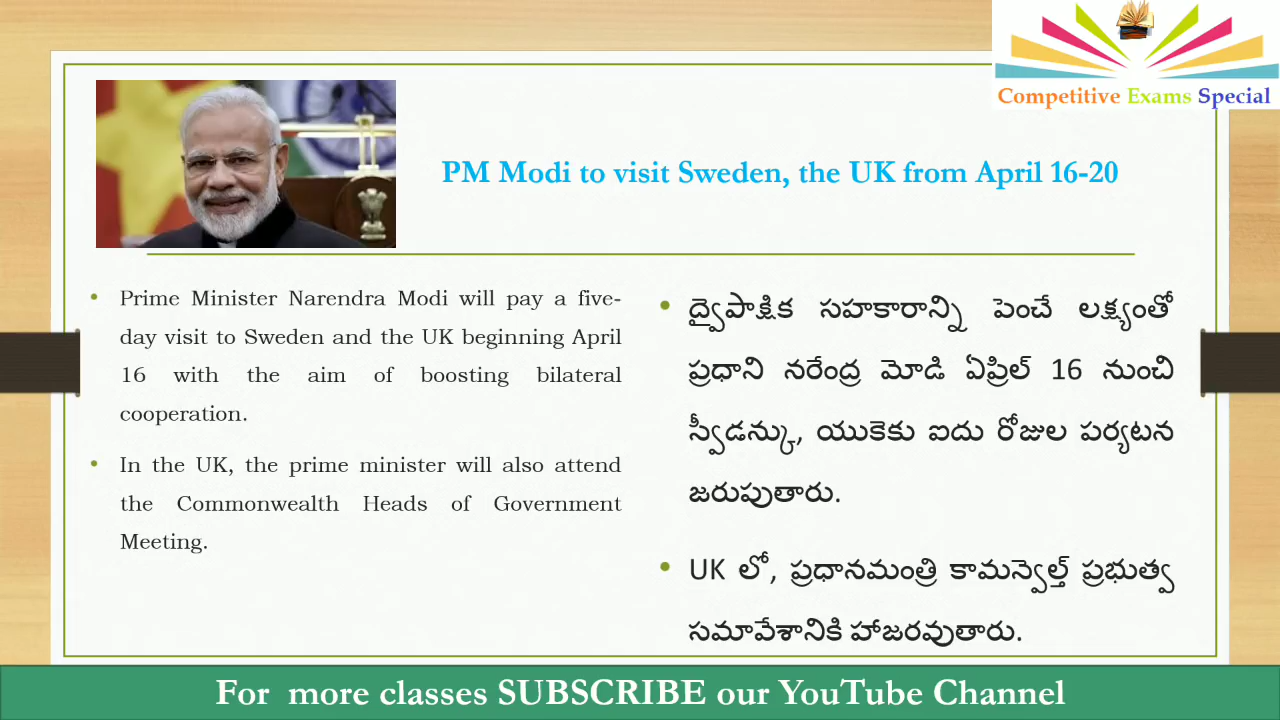 Competitive Exams Special
PM Modi to visit Sweden, the UK from April 16-20
• Prime Minister Narendra Modi will pay a five-
day visit to Sweden and the UK beginning April
16 with the aim of boosting bilateral
cooperation.
• In the UK, the prime minister will also attend
the Commonwealth Heads of Government
Meeting.
• ద్వైపాక్షిక సహకారాన్ని పెంచే లక్ష్యంతో
ప్రధాని నరేంద్ర మోడి ఏప్రిల్ 16 నుంచి
స్వీడన్కు, యుకెకు ఐదు రోజుల పర్యటన
జరుపుతారు.
• UK లో, ప్రధానమంత్రి కామన్వెల్త్ ప్రభుత్వ
సమావేశానికి హాజరవుతారు.
For more classes SUBSCRIBE our YouTube Channel